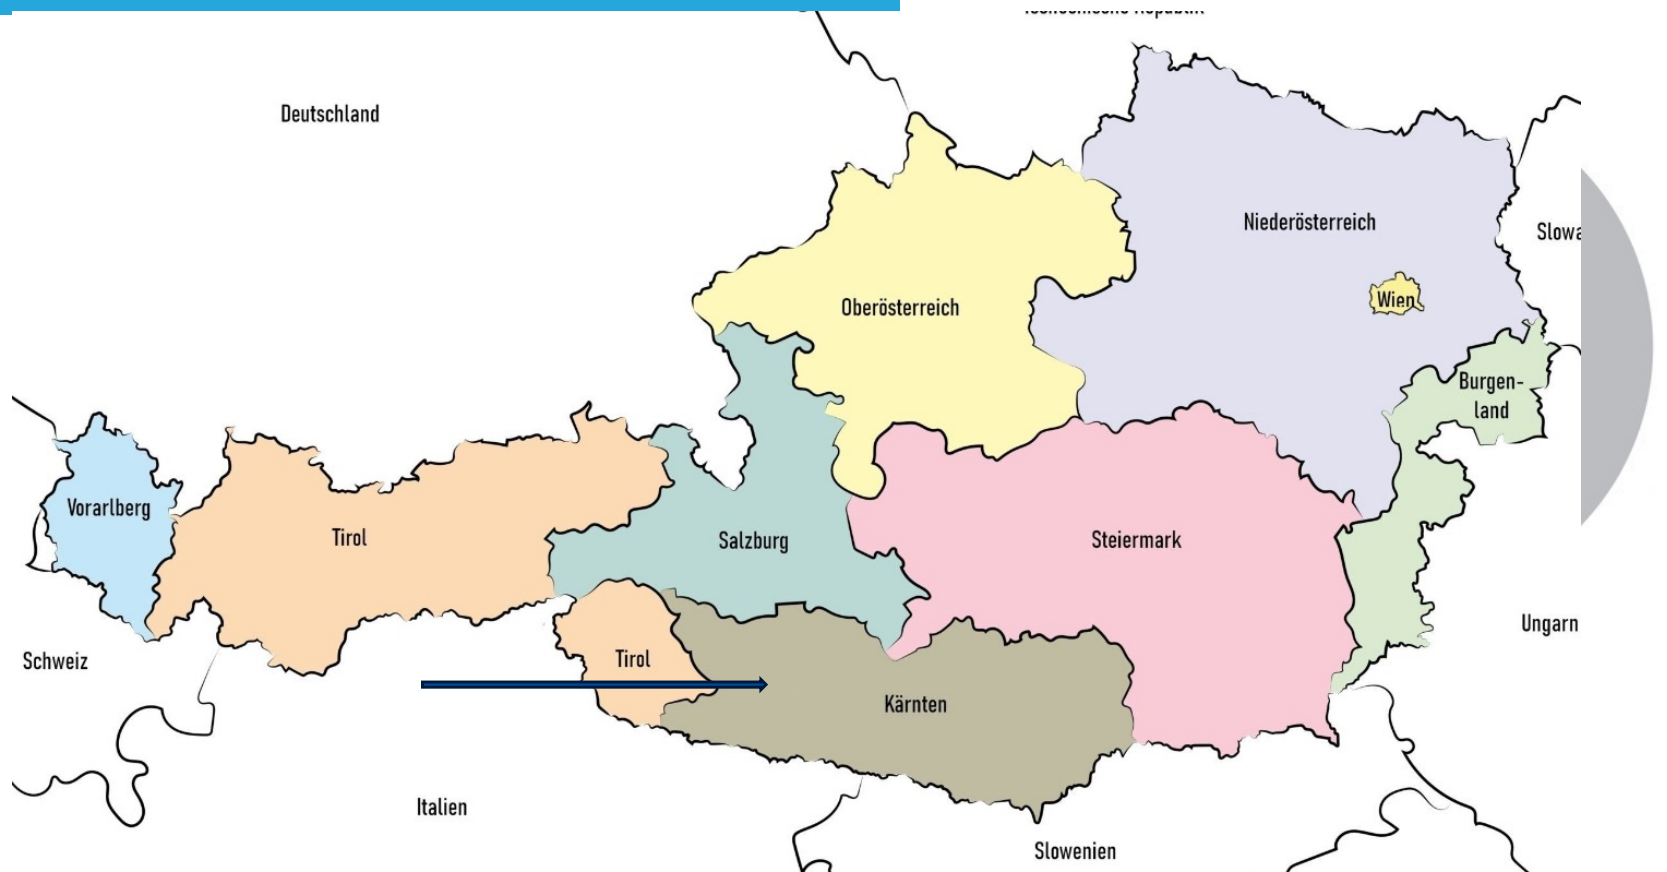 Deutschland
Niederösterreich
Slowa
Wien
Oberösterreich
Burgen-
land
Vorarlberg
Tirol
Salzburg
Steiermark
Ungarn
Schweiz
Tirol
Kärnten
Italien
Slowenien